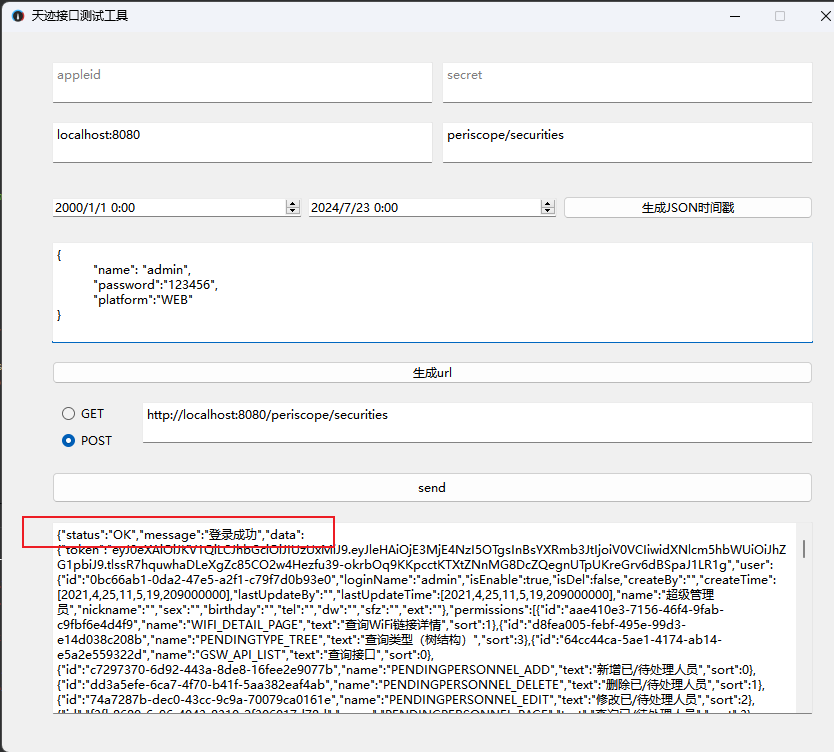 天迹接口测试工具
appleid
secret
localhost:8080
periscope/securities
2000/1/1 0:00
2024/7/23 0:00
生成JSON时间戳
{
"name": "admin",
"password":"123456",
"platform":"WEB"
}
生成url
GET
POST
http://localhost:8080/periscope/securities
send
{"status":"OK","message":"登录成功","data":
"user":
{"id":"0bc66ab1-0da2-47e5-a2f1-c79f7d0b93e0","loginName":"admin","isEnable":true,"isDel":false,"createBy":"","createTime":
[2021,4,25,11,5,19,209000000],"lastUpdateBy":"","lastUpdateTime":[2021,4,25,11,5,19,209000000],"name":"超级管理
员","nickname":"","sex":"","birthday":"","tel":"","dw":"","sfz":"","ext":""},"permissions":[{"id":"aae410e3-7156-46f4-9fab-
c9fbf6e4d4f9","name":"WIFI_DETAIL_PAGE","text":"查询WiFi链接详情","sort":1},{"id":"d8fea005-febf-495e-99d3-
e14d038c208b","name":"PENDINGTYPE_TREE","text":"查询类型（树结构）","sort":3},{"id":"64cc44ca-5ae1-4174-ab14-
e5a2e559322d","name":"GSW_API_LIST","text":"查询接口","sort":0},
{"id":"c7297370-6d92-443a-8de8-16fee2e9077b","name":"PENDINGPERSONNEL_ADD","text":"新增已/待处理人员","sort":0},
{"id":"dd3a5efe-6ca7-4f70-b41f-5aa382eaf4ab","name":"PENDINGPERSONNEL_DELETE","text":"删除已/待处理人员","sort":1},
{"id":"74a7287b-dec0-43cc-9c9a-70079ca0161e","name":"PENDINGPERSONNEL_EDIT","text":"修改已/待处理人员","sort":2},